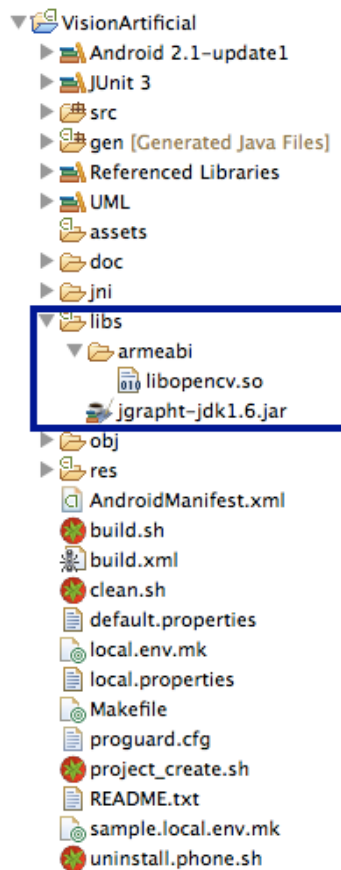 VisionArtificial
Android 2.1-update1
JUnit 3
src
gen [Generated Java Files]
Referenced Libraries
UML
assets
doc
jni
libs
armeabi
010 libopencv.so
jgrapht-jdk1.6.jar
obj
res
AndroidManifest.xml
build.sh
build.xml
clean.sh
default.properties
local.env.mk
local.properties
Makefile
proguard.cfg
project_create.sh
README.txt
sample.local.env.mk
uninstall.phone.sh